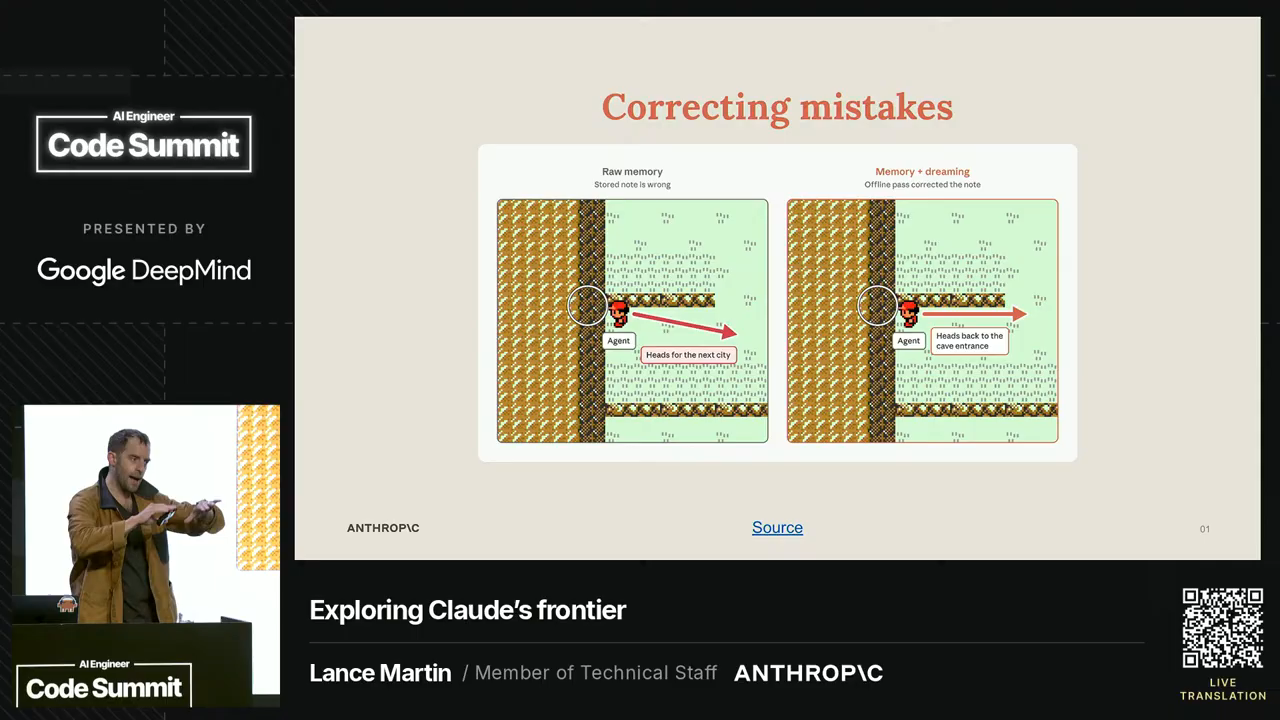 AI Engineer
Code Summit
PRESENTED BY
Google DeepMind
Correcting mistakes
Raw memory
Stored note is wrong
Agent
Heads for the next city
Memory + dreaming
Offline pass corrected the note
Agent
Heads back to the
cave entrance
ANTHROP\C
Source
01
AI Engineer
Code Summit
Exploring Claude's frontier
Lance Martin / Member of Technical Staff ANTHROP\C
LIVE
TRANSLATION